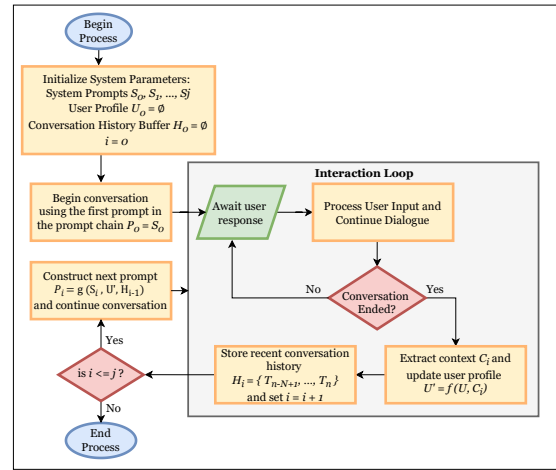 Begin
Process
Initialize System Parameters:
System Prompts S₀, S₁, ..., Sj
User Profile U₀ = ∅
Conversation History Buffer H₀ = ∅
i = 0
Begin conversation
using the first prompt in
the prompt chain P₀ = S₀
Interaction Loop
Await user
response
Process User Input and
Continue Dialogue
Conversation
Ended?
No
Yes
Extract context Cᵢ and
update user profile
U' = f (U, Cᵢ)
Store recent conversation
history
Hᵢ = { Tₙ₋ₙ₊₁, ..., Tₙ }
and set i = i + 1
Construct next prompt
Pᵢ = g (Sᵢ , U', Hᵢ₋₁)
and continue conversation
Yes
is i <= j ?
No
End
Process